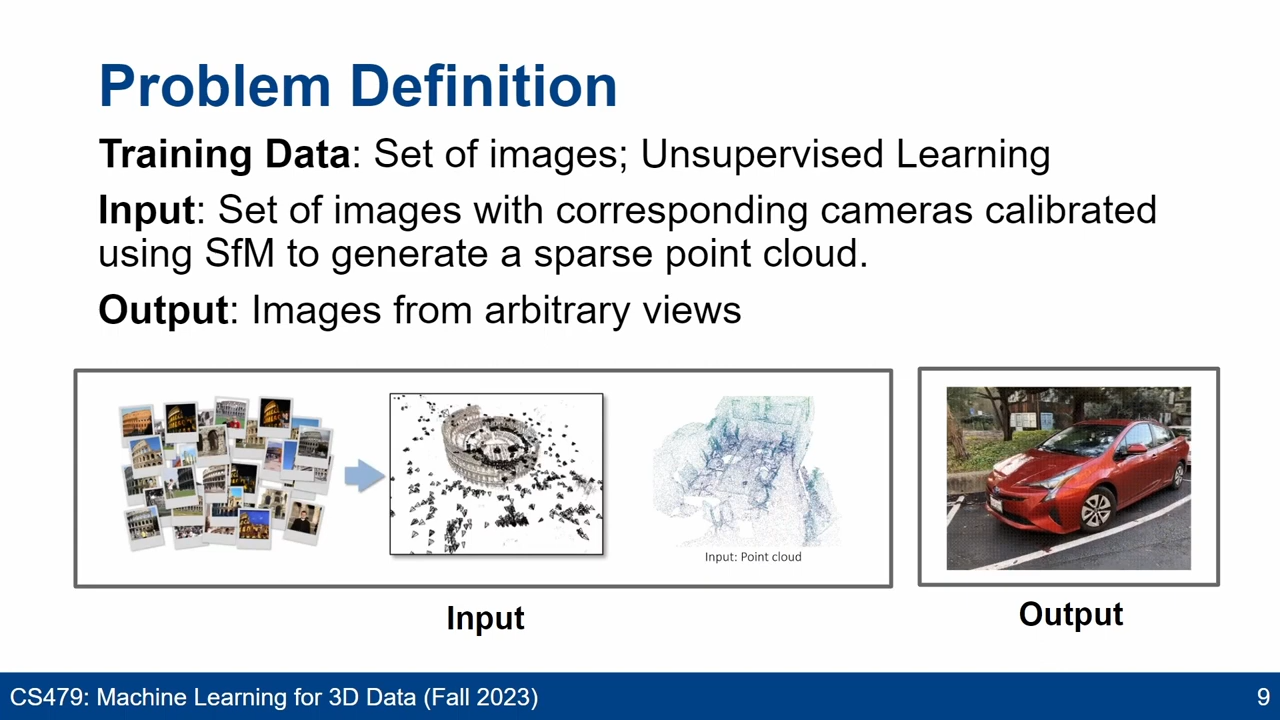 Problem Definition
Training Data: Set of images; Unsupervised Learning
Input: Set of images with corresponding cameras calibrated
using SfM to generate a sparse point cloud.
Output: Images from arbitrary views
Input: Point cloud
Input
Output
CS479: Machine Learning for 3D Data (Fall 2023)
9